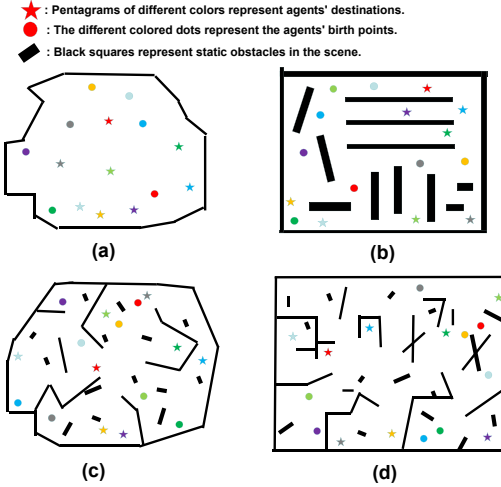 : Pentagrams of different colors represent agents' destinations.
: The different colored dots represent the agents' birth points.
: Black squares represent static obstacles in the scene.
(a)
(b)
(c)
(d)